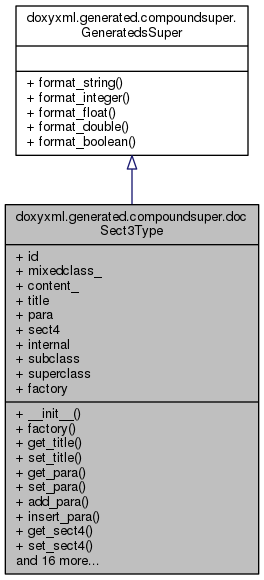 doxyxml.generated.compoundsuper.
GeneratedsSuper
+ format_string()
+ format_integer()
+ format_float()
+ format_double()
+ format_boolean()
doxyxml.generated.compoundsuper.doc
Sect3Type
+ id
+ mixedclass_
+ content_
+ title
+ para
+ sect4
+ internal
+ subclass
+ superclass
+ factory
+ __init__()
+ factory()
+ get_title()
+ set_title()
+ get_para()
+ set_para()
+ add_para()
+ insert_para()
+ get_sect4()
+ set_sect4()
and 16 more...